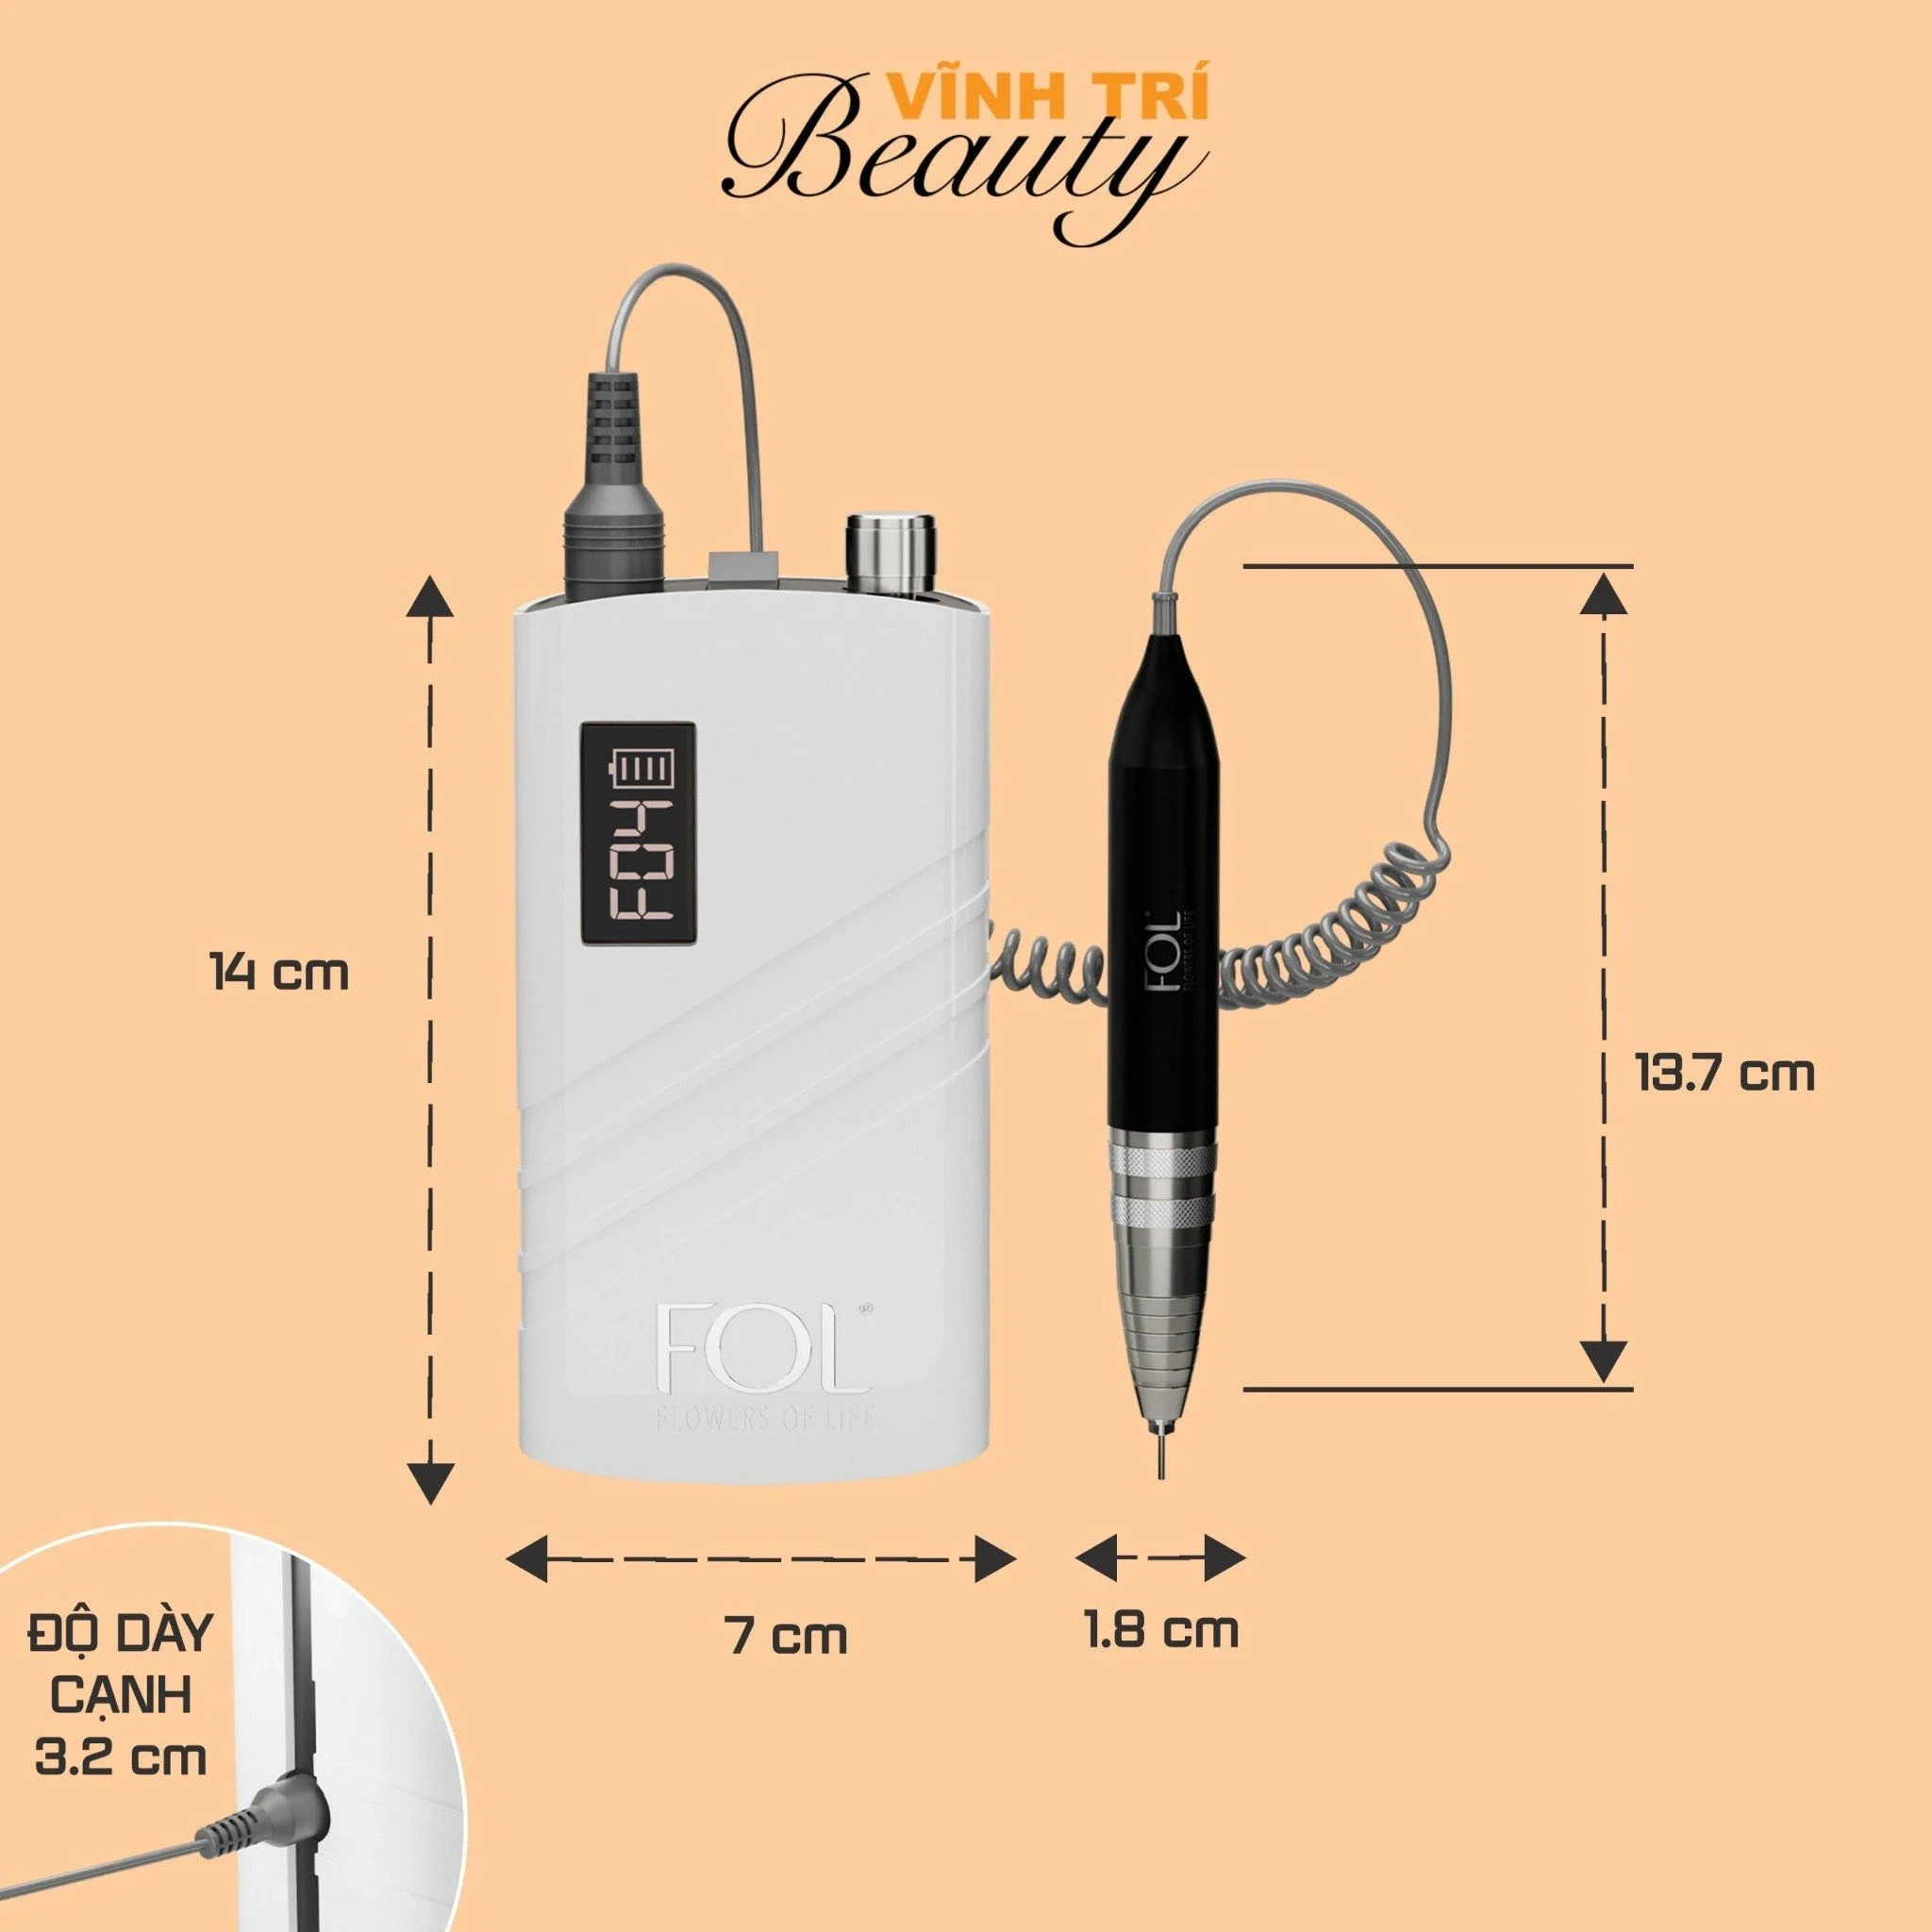 VĨNH TRÍ
Beauty
F04
14 cm
FOL
FLOWERS OF LIFE
13.7 cm
FOL®
FLOWERS OF LIFE
7 cm
1.8 cm
ĐỘ DÀY
CẠNH
3.2 cm